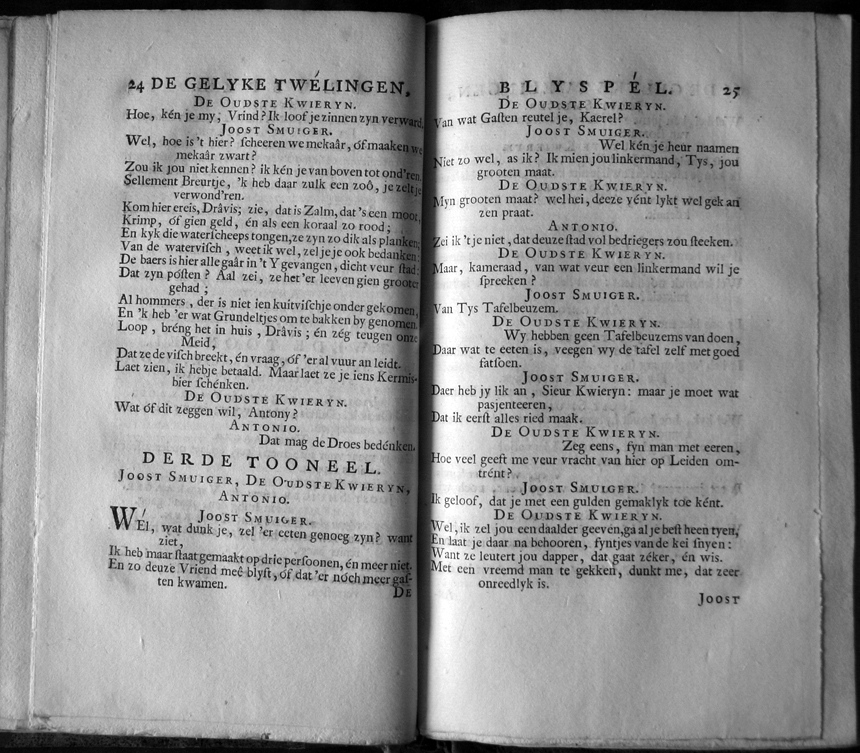 24 DE GELYKE TWÉLINGEN,
DE OUDSTE KWIERYN.
Hoe, kén je my, Vrind? Ik loof je zinnen zyn verward.
JOOST SMUIGER.
Wel, hoe is 't hier? scheeren we mekaâr, óf maaken we
mekaâr zwart?
Zou ik jou niet kennen? ik kén je van boven tot ond'ren.
Sellement Breurtje, 'k heb daar zulk een zoô, je zelt je
verwond'ren.
Kom hier ereis, Drâvis; zie, dat is Zalm, dat 's een moot,
Krimp, óf gien geld, én als een koraal zo rood;
En kyk die waterscheeps tongen, ze zyn zo dik als planken;
Van de watervisch, weet ik wel, zel je je ook bedanken:
De baers is hier alle gaâr in 't Y gevangen, dicht veur stad:
Dat zyn pósten? Aal zei, ze het 'er leeven gien grooter
gehad;
Al hommers, der is niet ien kuitvischje onder gekomen,
En 'k heb 'er wat Grundeltjes om te bakken by genomen.
Loop, bréng het in huis, Drâvis; én zég teugen onze
Meid,
Dat ze de visch breekt, én vraag, óf 'er al vuur an leidt.
Laet zien, ik hebje betaald. Maar laet ze je iens Kermis-
bier schénken.
DE OUDSTE KWIERYN.
Wat óf dit zeggen wil, Antony?
ANTONIO.
Dat mag de Droes bedénken.
DERDE TOONEEL.
JOOST SMUIGER, DE OUDSTE KWIERYN,
ANTONIO.
JOOST SMUIGER.
WÉl, wat dunk je, zel 'er eeten genoeg zyn? want
ziet,
Ik heb maar staat gemaakt op drie persoonen, én meer niet.
En zo deuze Vriend meê blyft, óf dat 'er nóch meer gas-
ten kwamen.
DE
BLYSPÉL. 25
DE OUDSTE KWIERYN.
Van wat Gasten reutel je, Kaerel?
JOOST SMUIGER.
Wel kén je heur naamen
Niet zo wel, as ik? Ik mien jou linkermand, Tys, jou
grooten maat.
DE OUDSTE KWIERYN.
Myn grooten maat? wel hei, deeze vént lykt wel gek an
zen praat.
ANTONIO.
Zei ik 't je niet, dat deuze stad vol bedriegers zou steeken.
DE OUDSTE KWIERYN.
Maar, kameraad, van wat veur een linkermand wil je
spreeken?
JOOST SMUIGER.
Van Tys Tafelbeuzem.
DE OUDSTE KWIERYN.
Wy hebben geen Tafelbeuzems van doen,
Daar wat te eeten is, veegen wy de tafel zelf met goed
fatsoen.
JOOST SMUIGER.
Daer heb jy lik an, Sieur Kwieryn: maar je moet wat
pasjenteeren,
Dat ik eerst alles ried maak.
DE OUDSTE KWIERYN.
Zeg eens, fyn man met eeren,
Hoe veel geeft me veur vracht van hier op Leiden om-
trént?
JOOST SMUIGER.
Ik geloof, dat je met een gulden gemaklyk toe ként.
DE OUDSTE KWIERYN.
Wel, ik zel jou een daalder geeven, gá al je best heen tyen,
En laat je daar na behooren, fyntjes van de kei snyen:
Want ze leutert jou dapper, dat gaat zéker, én wis.
Met een vreemd man te gekken, dunkt me, dat zeer
onreedlyk is.
JOOST